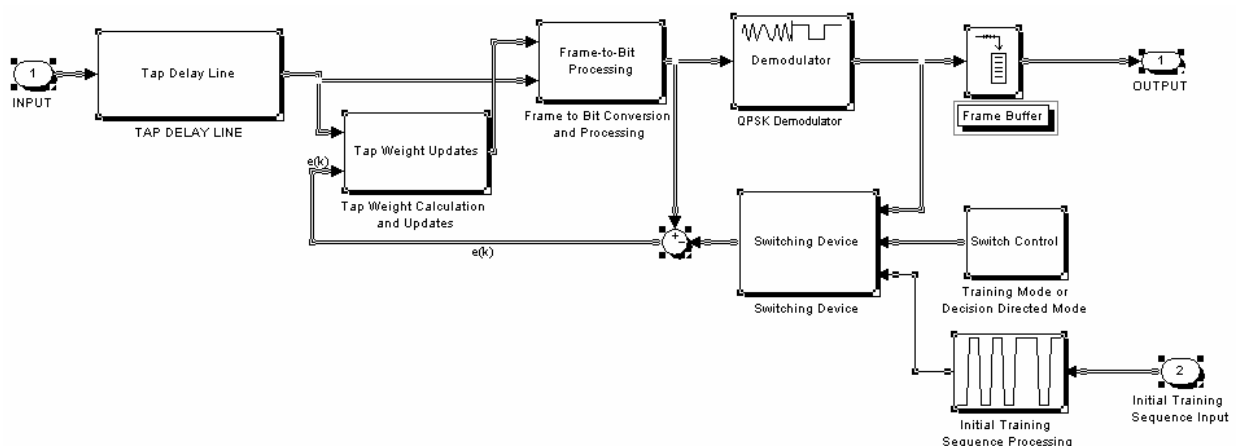 1
INPUT
Tap Delay Line
TAP DELAY LINE
Frame-to-Bit
Processing
Frame to Bit Conversion
and Processing
Demodulator
QPSK Demodulator
Frame Buffer
1
OUTPUT
e(k)
Tap Weight Updates
Tap Weight Calculation
and Updates
e(k)
+
−
Switching Device
Switching Device
Switch Control
Training Mode or
Decision Directed Mode
Initial Training
Sequence Processing
2
Initial Training
Sequence Input